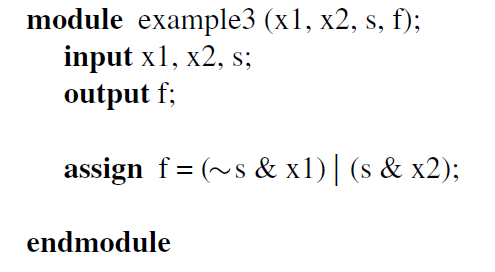 module example3 (x1, x2, s, f);
input x1, x2, s;
output f;
assign f = (~s & x1) | (s & x2);
endmodule